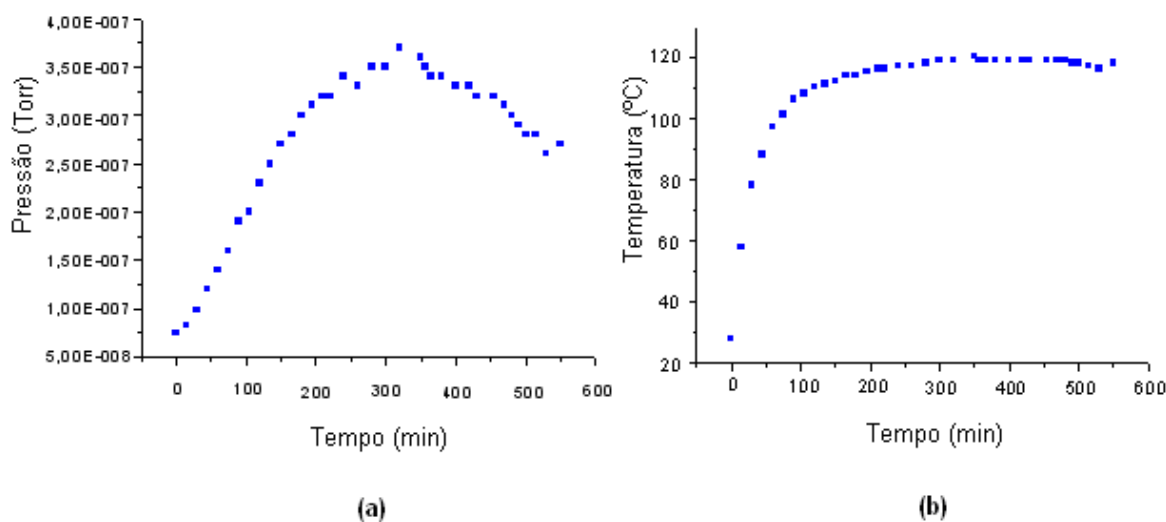 4,00E-007
3,50E-007
3,00E-007
2,50E-007
2,00E-007
1,50E-007
1,00E-007
5,00E-008
Pressão (Torr)
0 100 200 300 400 500 600
Tempo (min)
(a)
120
100
80
60
40
20
Temperatura (ºC)
0 100 200 300 400 500 600
Tempo (min)
(b)